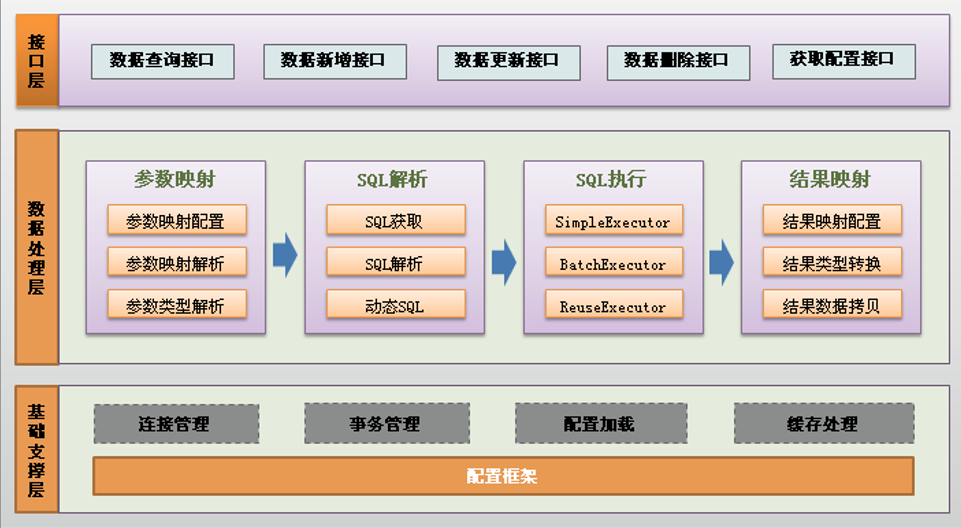 接口层
数据查询接口
数据新增接口
数据更新接口
数据删除接口
获取配置接口
数据处理层
参数映射
参数映射配置
参数映射解析
参数类型解析
SQL解析
SQL获取
SQL解析
动态SQL
SQL执行
SimpleExecutor
BatchExecutor
ReuseExecutor
结果映射
结果映射配置
结果类型转换
结果数据拷贝
基础支撑层
连接管理
事务管理
配置加载
缓存处理
配置框架